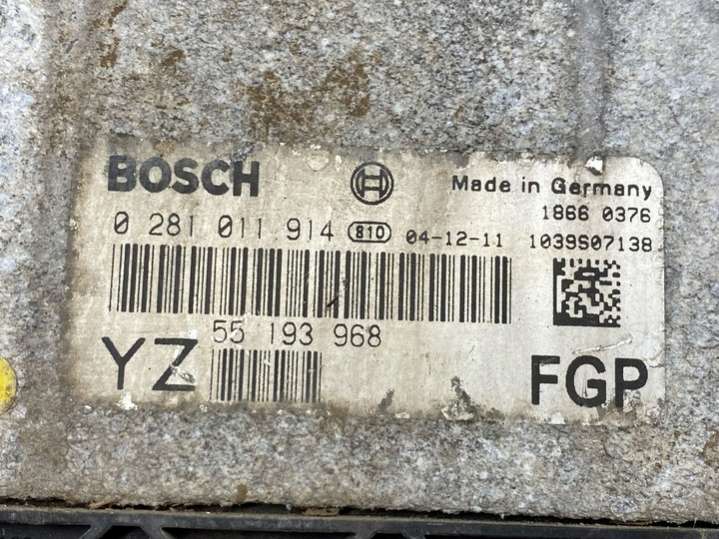 BOSCH Made in Germany
1866 0376
0 281 011 914 810 04-12-11 1039S07138
55 193 968
YZ FGP